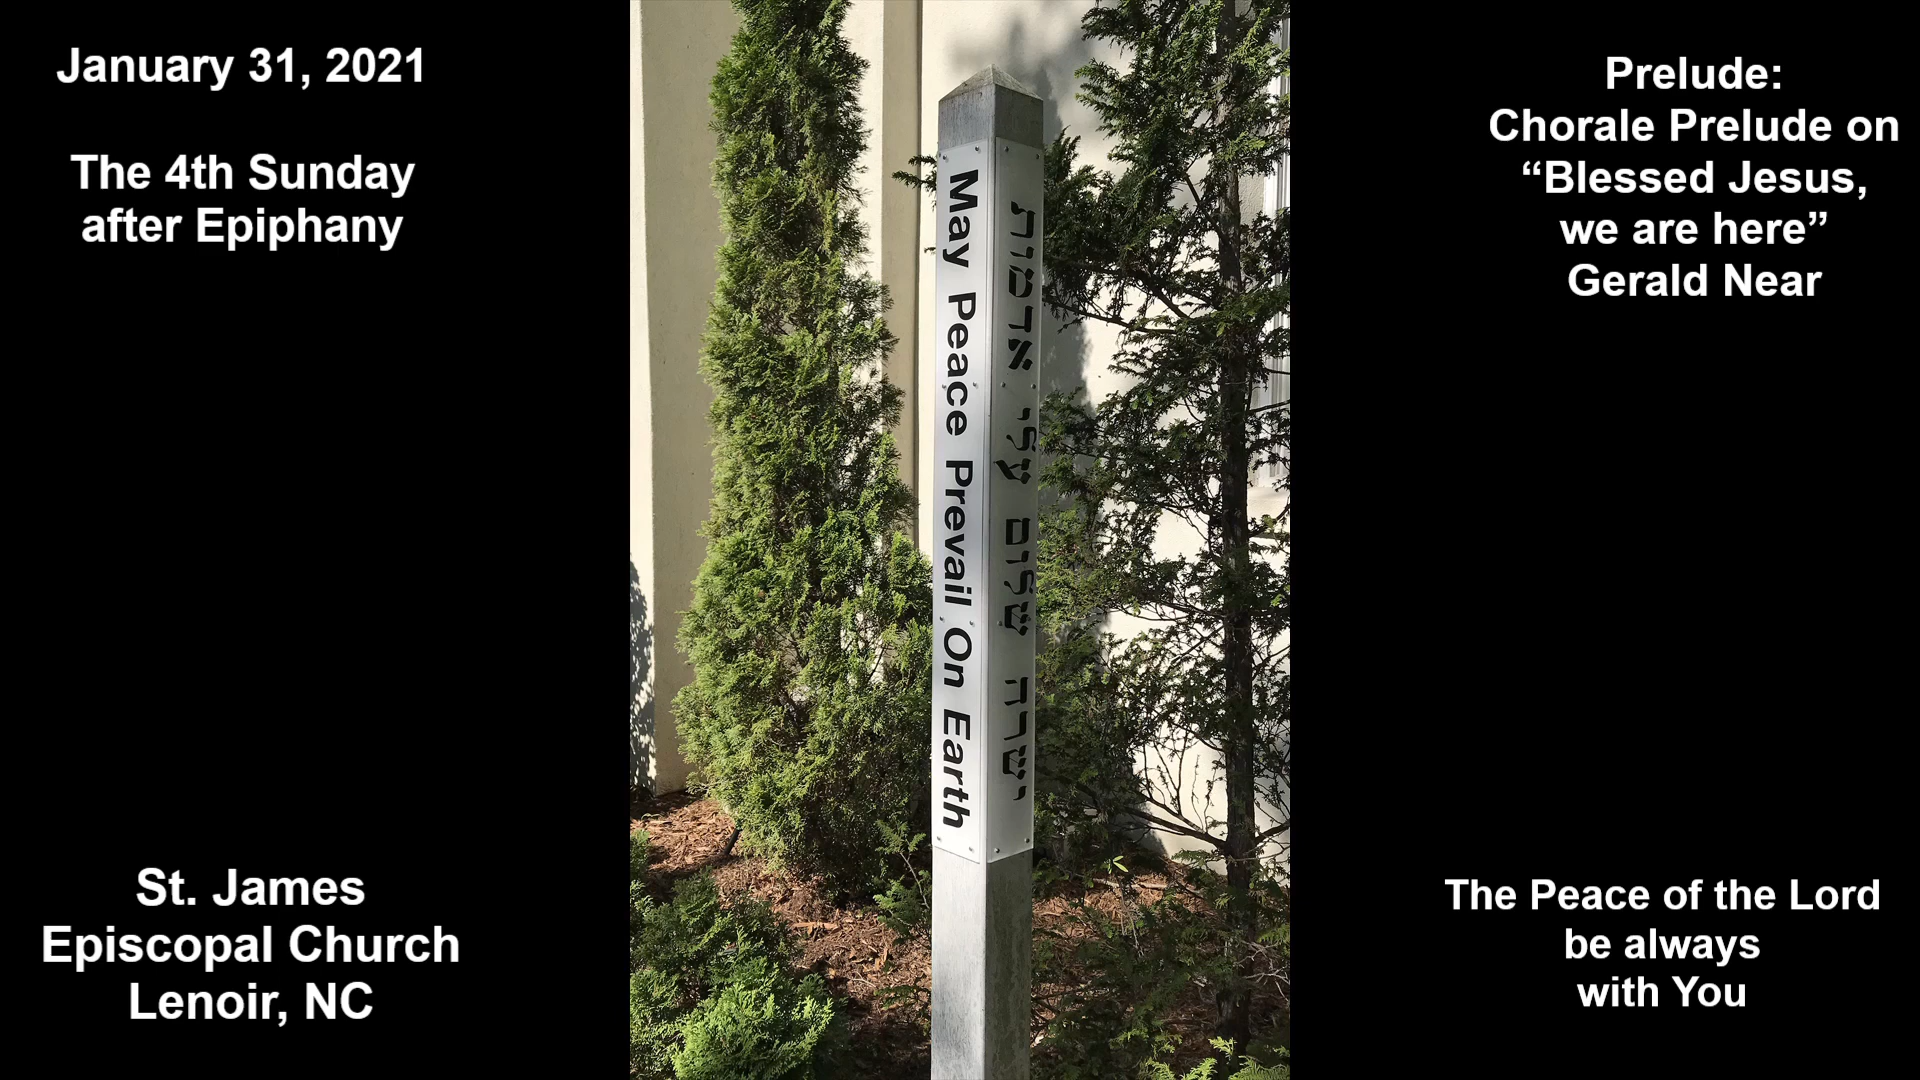 January 31, 2021
The 4th Sunday
after Epiphany
St. James
Episcopal Church
Lenoir, NC
May Peace Prevail On Earth
ישרה שלום עלי אדמות
Prelude:
Chorale Prelude on
“Blessed Jesus,
we are here”
Gerald Near
The Peace of the Lord
be always
with You